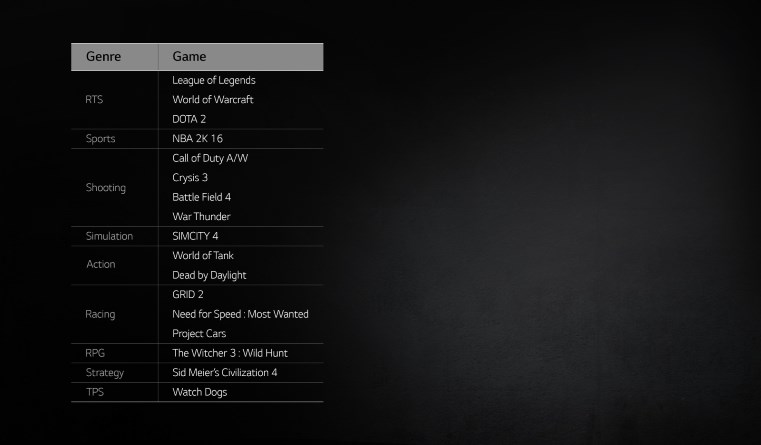 Genre Game
League of Legends
RTS World of Warcraft
DOTA 2
Sports NBA 2K 16
Call of Duty A/W
Crysis 3
Shooting
Battle Field 4
War Thunder
Simulation SIMCITY 4
World of Tank
Action
Dead by Daylight
GRID 2
Racing Need for Speed : Most Wanted
Project Cars
RPG The Witcher 3 : Wild Hunt
Strategy Sid Meier's Civilization 4
TPS Watch Dogs